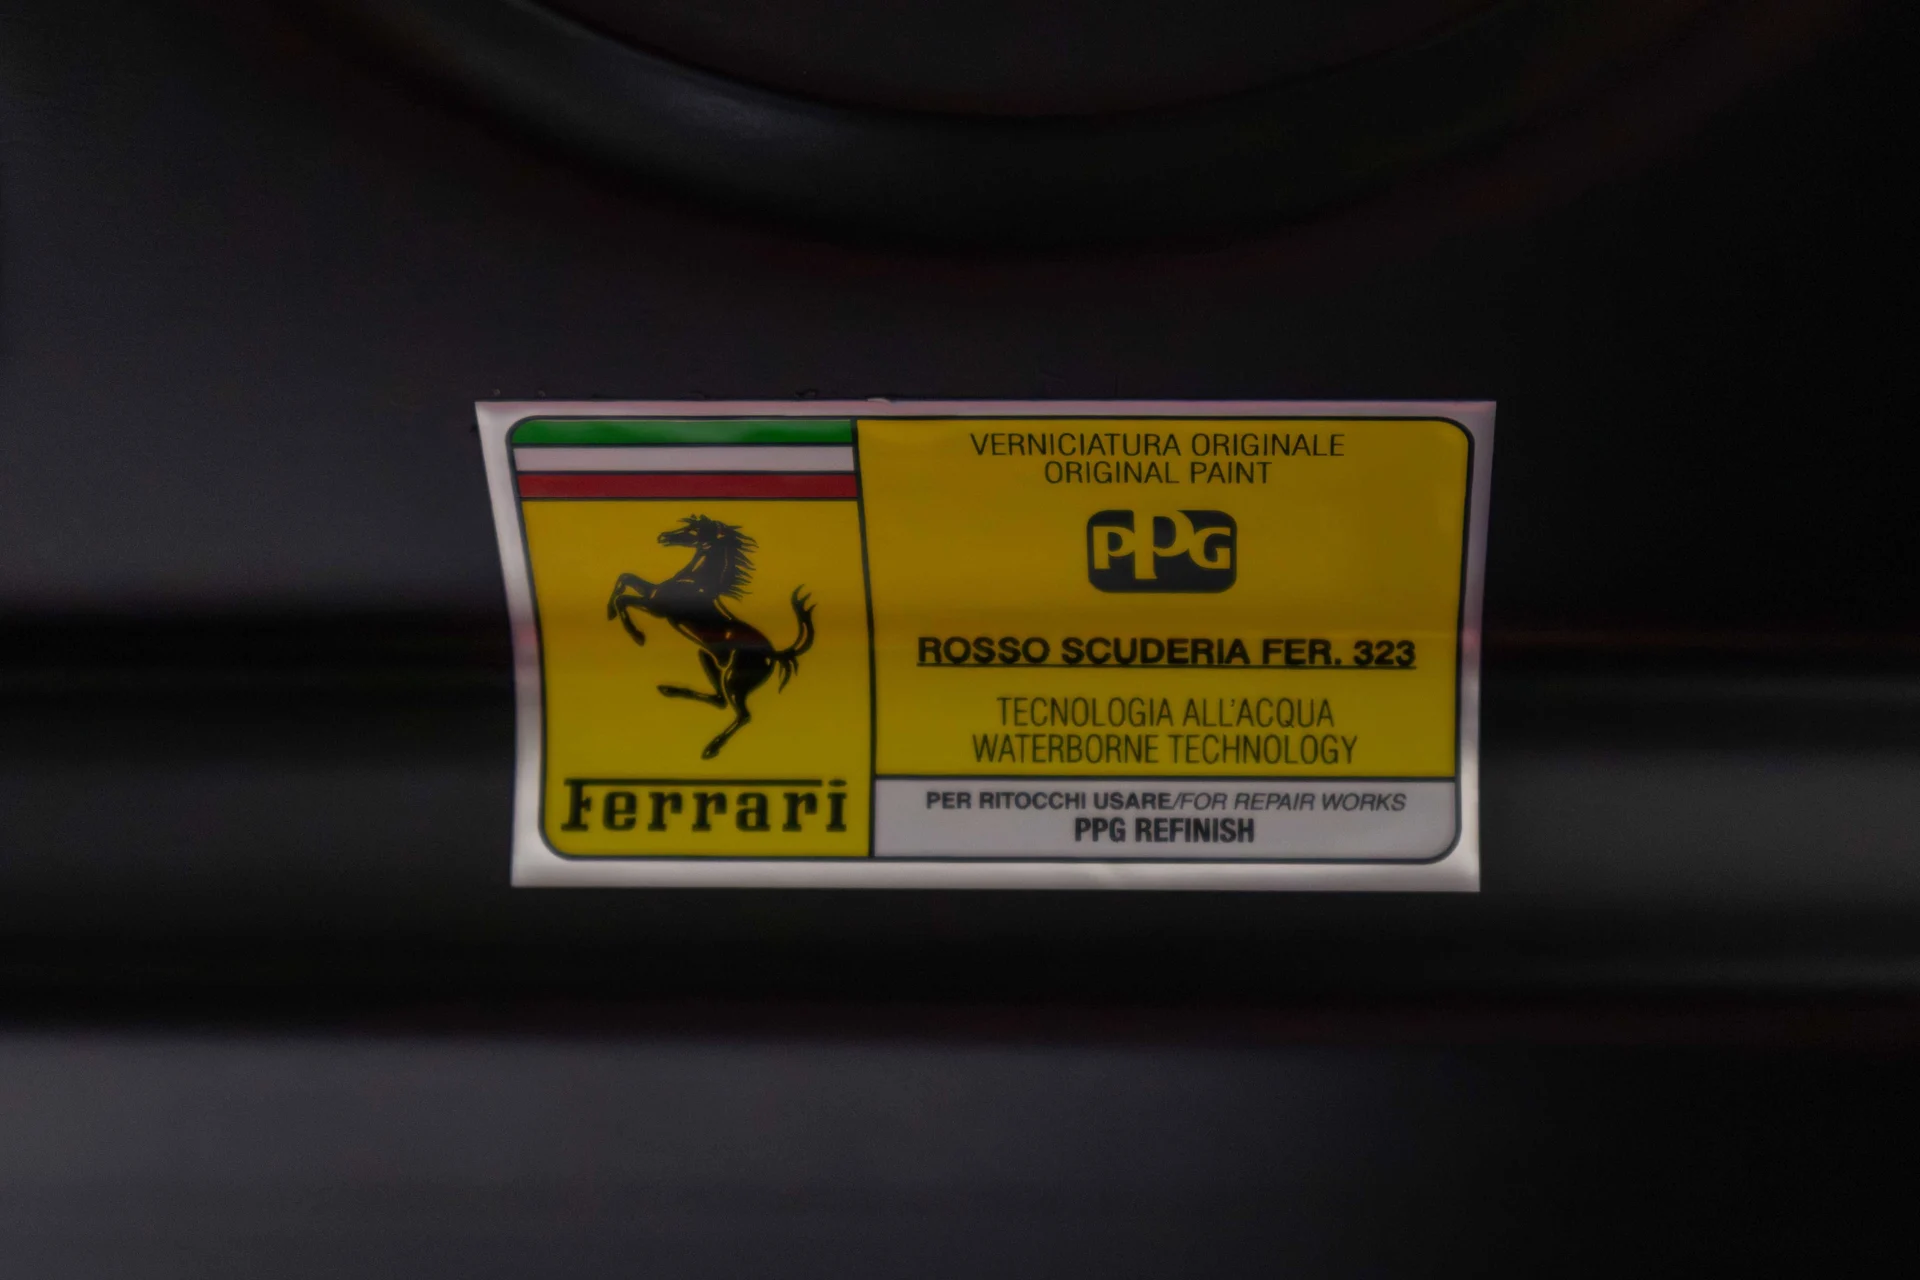 Ferrari
VERNICIATURA ORIGINALE
ORIGINAL PAINT
PPG
ROSSO SCUDERIA FER. 323
TECNOLOGIA ALL'ACQUA
WATERBORNE TECHNOLOGY
PER RITOCCHI USARE/FOR REPAIR WORKS
PPG REFINISH